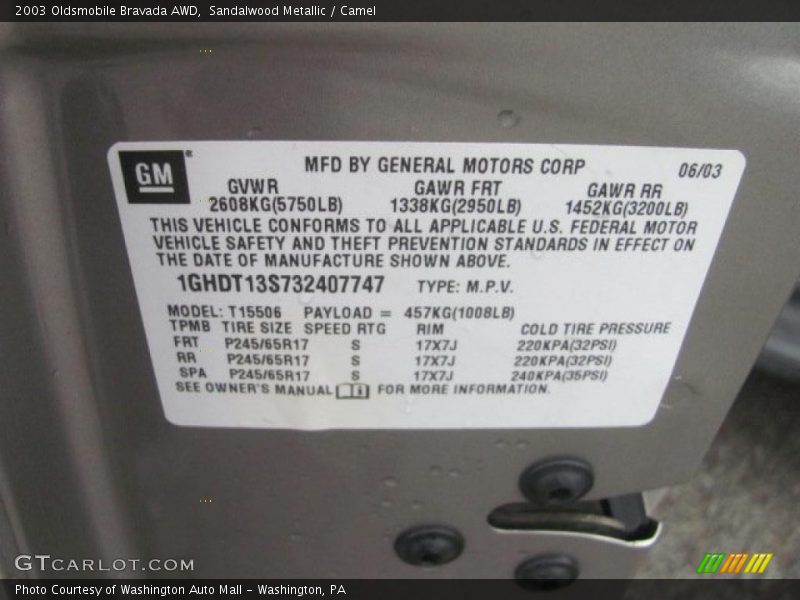 2003 Oldsmobile Bravada AWD, Sandalwood Metallic / Camel
GM®
MFD BY GENERAL MOTORS CORP 06/03
GVWR GAWR FRT GAWR RR
2608KG(5750LB) 1338KG(2950LB) 1452KG(3200LB)
THIS VEHICLE CONFORMS TO ALL APPLICABLE U.S. FEDERAL MOTOR
VEHICLE SAFETY AND THEFT PREVENTION STANDARDS IN EFFECT ON
THE DATE OF MANUFACTURE SHOWN ABOVE.
1GHDT13S732407747 TYPE: M.P.V.
MODEL: T15506 PAYLOAD = 457KG(1008LB)
TPMB TIRE SIZE SPEED RTG RIM COLD TIRE PRESSURE
FRT P245/65R17 S 17X7J 220KPA(32PSI)
RR P245/65R17 S 17X7J 220KPA(32PSI)
SPA P245/65R17 S 17X7J 240KPA(35PSI)
SEE OWNER'S MANUAL FOR MORE INFORMATION.
GTCARLOT.COM
Photo Courtesy of Washington Auto Mall - Washington, PA